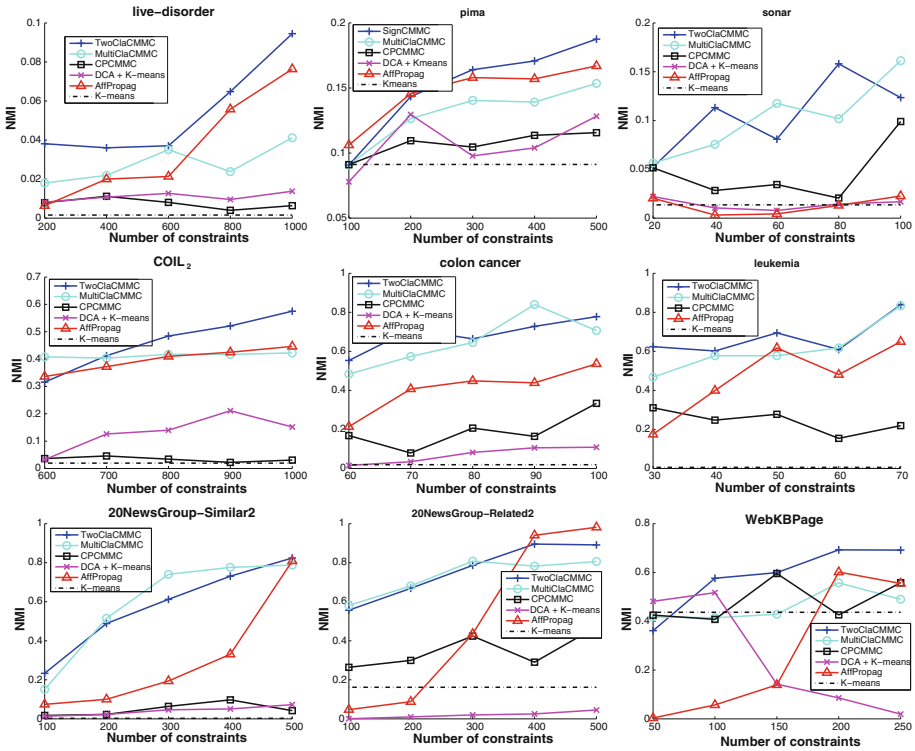 live-disorder
NMI
0.1
0.08
0.06
0.04
0.02
0
TwoClaCMMC
MultiClaCMMC
CPCMMC
DCA + K-means
AffPropag
K-means
200 400 600 800 1000
Number of constraints
pima
NMI
0.2
0.15
0.1
0.05
SignCMMC
MultiClaCMMC
CPCMMC
DCA + K-means
AffPropag
Kmeans
100 200 300 400 500
Number of constraints
sonar
NMI
0.2
0.15
0.1
0.05
0
TwoClaCMMC
MultiClaCMMC
CPCMMC
DCA + K-means
AffPropag
K-means
20 40 60 80 100
Number of constraints
COIL2
NMI
0.7
0.6
0.5
0.4
0.3
0.2
0.1
0
TwoClaCMMC
MultiClaCMMC
CPCMMC
DCA + K-means
AffPropag
K-means
600 700 800 900 1000
Number of constraints
colon cancer
NMI
1
0.8
0.6
0.4
0.2
0
TwoClaCMMC
MultiClaCMMC
CPCMMC
DCA + K-means
AffPropag
K-means
60 70 80 90 100
Number of constraints
leukemia
NMI
1
0.8
0.6
0.4
0.2
0
TwoClaCMMC
MultiClaCMMC
CPCMMC
AffPropag
K-means
30 40 50 60 70
Number of constraints
20NewsGroup-Similar2
NMI
1
0.8
0.6
0.4
0.2
0
TwoClaCMMC
MultiClaCMMC
CPCMMC
DCA + K-means
AffPropag
K-means
100 200 300 400 500
Number of constraints
20NewsGroup-Related2
NMI
1
0.8
0.6
0.4
0.2
0
TwoClaCMMC
MultiClaCMMC
CPCMMC
DCA + K-means
AffPropag
K-means
100 200 300 400 500
Number of constraints
WebKBPage
NMI
0.8
0.6
0.4
0.2
0
TwoClaCMMC
MultiClaCMMC
CPCMMC
DCA + K-means
AffPropag
K-means
50 100 150 200 250
Number of constraints